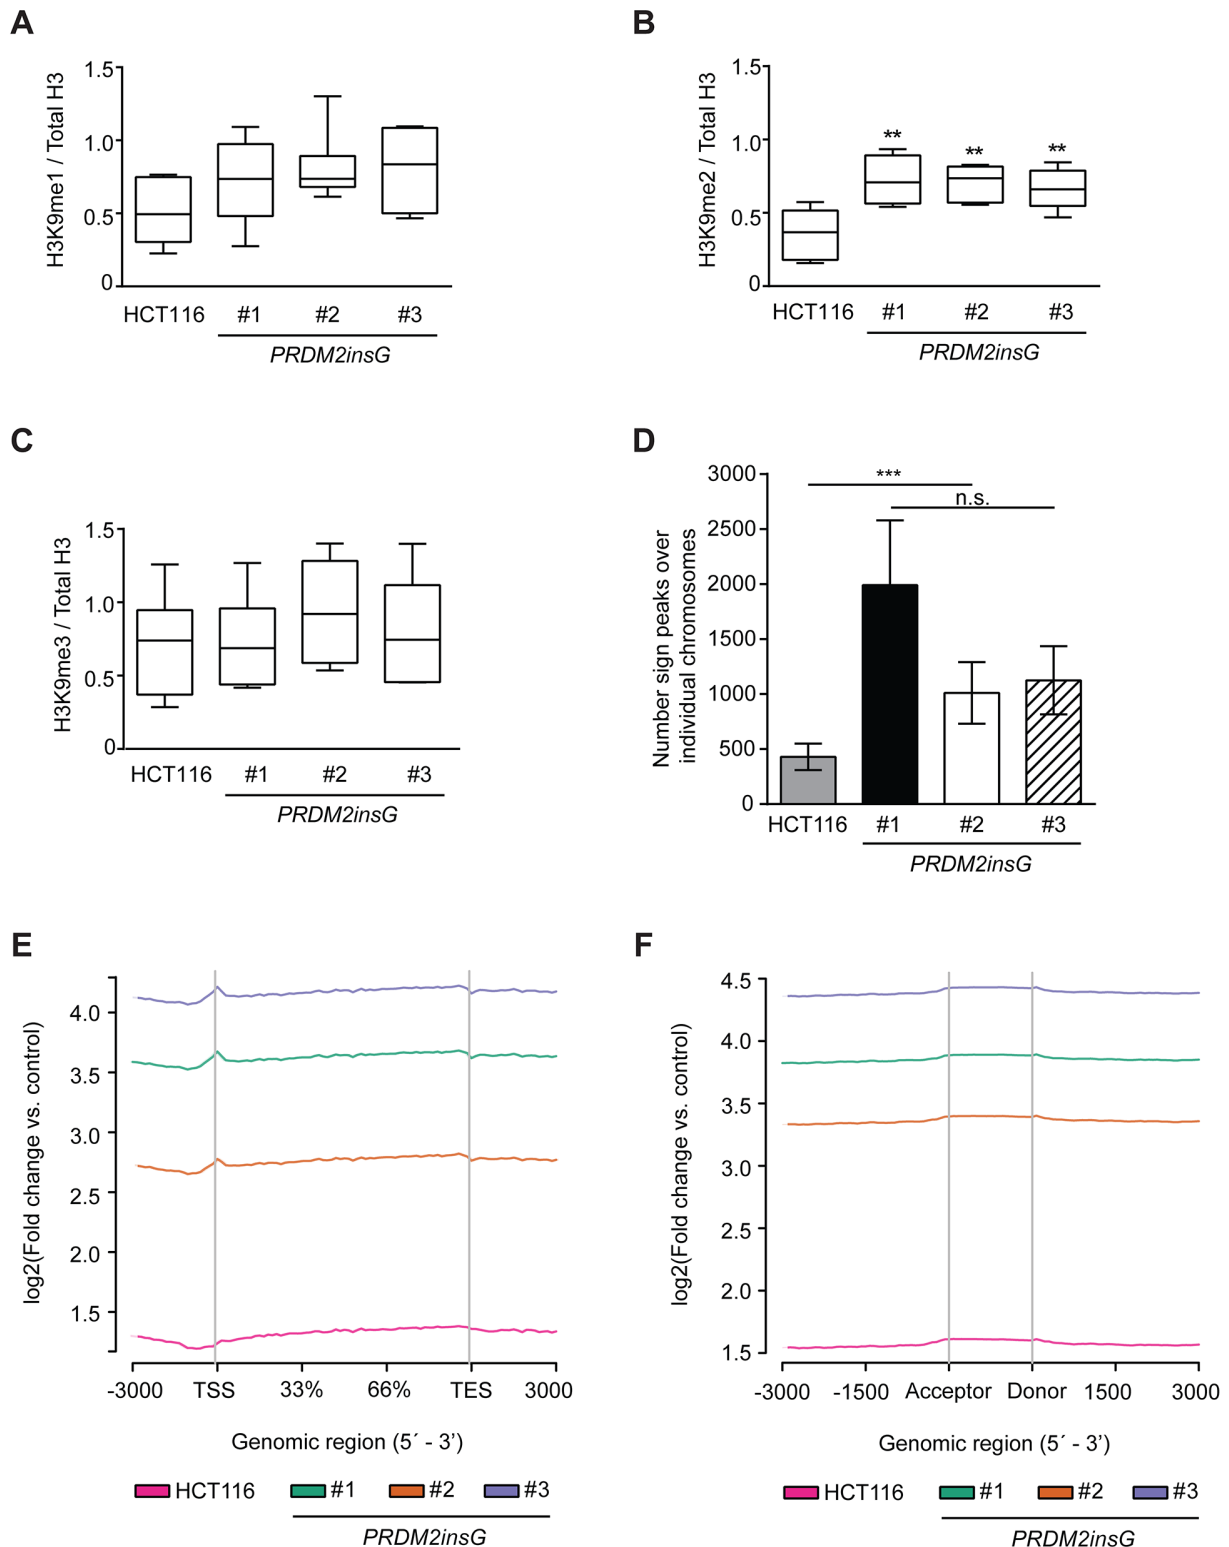 A
H3K9me1 / Total H3
1.5
1.0
0.5
0
HCT116 #1 #2 #3
PRDM2insG
B
H3K9me2 / Total H3
1.5
1.0
0.5
0
** ** **
HCT116 #1 #2 #3
PRDM2insG
C
H3K9me3 / Total H3
1.5
1.0
0.5
0
HCT116 #1 #2 #3
PRDM2insG
D
Number sign peaks over
individual chromosomes
3000
2500
2000
1500
1000
500
0
***
n.s.
HCT116 #1 #2 #3
PRDM2insG
E
log2(Fold change vs. control)
4.0
3.5
3.0
2.5
2.0
1.5
-3000 TSS 33% 66% TES 3000
Genomic region (5´ - 3’)
HCT116 #1 #2 #3
PRDM2insG
F
log2(Fold change vs. control)
4.5
4.0
3.5
3.0
2.5
2.0
1.5
-3000 -1500 Acceptor Donor 1500 3000
Genomic region (5´ - 3’)
HCT116 #1 #2 #3
PRDM2insG